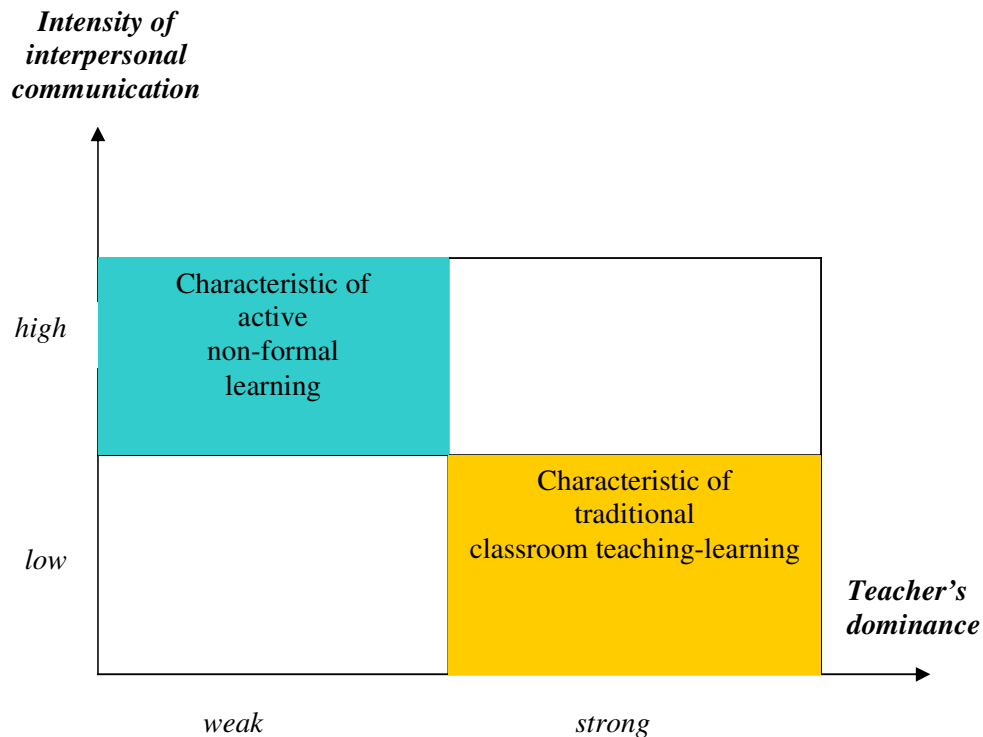 Intensity of
interpersonal
communication
high
Characteristic of
active
non-formal
learning
Characteristic of
traditional
classroom teaching-learning
low
Teacher’s
dominance
weak
strong